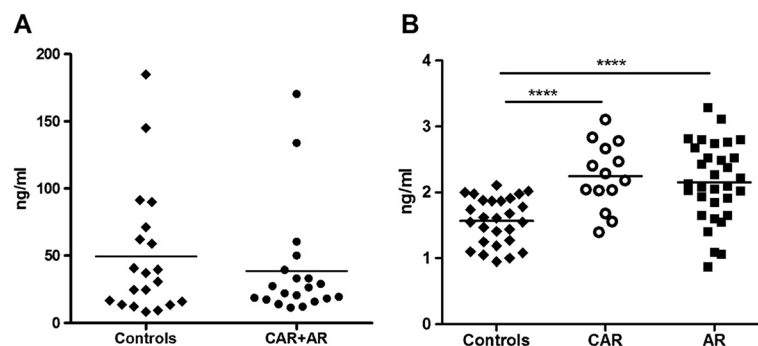 A
ng/ml
200
150
100
50
0
Controls CAR+AR
B
ng/ml
4
3
2
1
0
****
****
Controls CAR AR